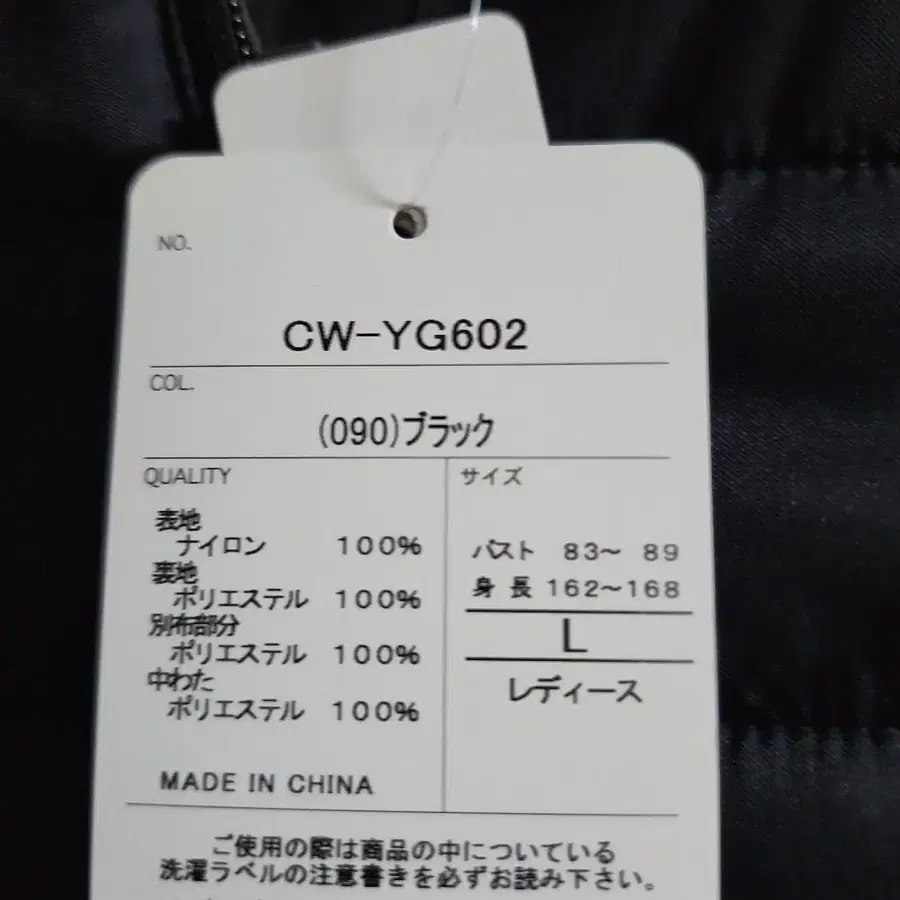 NO.
CW-YG602
COL.
(090)ブラック
QUALITY
表地
ナイロン 100%
裏地
ポリエステル 100%
別布部分
ポリエステル 100%
中わた
ポリエステル 100%
MADE IN CHINA
サイズ
バスト 83〜 89
身 長 162〜168
L
レディース
ご使用の際は商品の中についている
洗濯ラベルの注意書きを必ずお読み下さい。